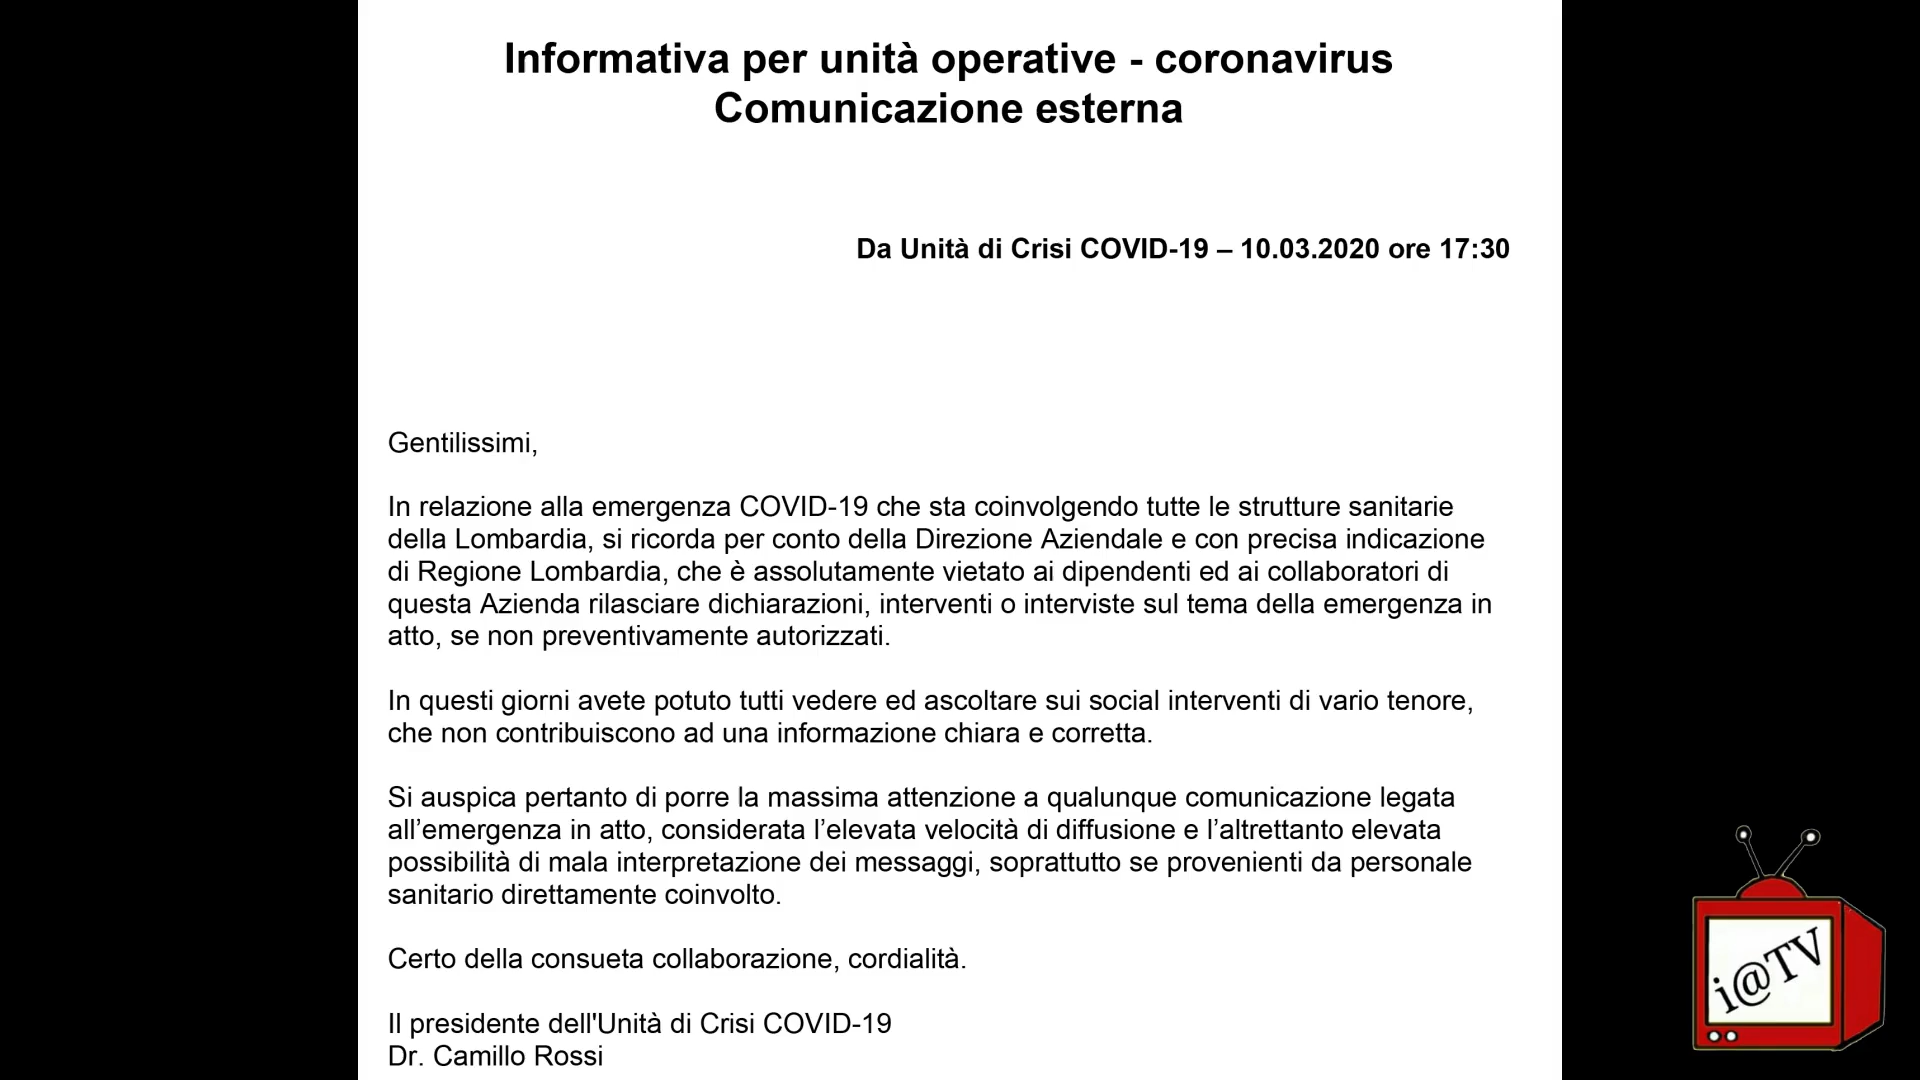 Informativa per unità operative - coronavirus
Comunicazione esterna
Da Unità di Crisi COVID-19 – 10.03.2020 ore 17:30
Gentilissimi,
In relazione alla emergenza COVID-19 che sta coinvolgendo tutte le strutture sanitarie
della Lombardia, si ricorda per conto della Direzione Aziendale e con precisa indicazione
di Regione Lombardia, che è assolutamente vietato ai dipendenti ed ai collaboratori di
questa Azienda rilasciare dichiarazioni, interventi o interviste sul tema della emergenza in
atto, se non preventivamente autorizzati.
In questi giorni avete potuto tutti vedere ed ascoltare sui social interventi di vario tenore,
che non contribuiscono ad una informazione chiara e corretta.
Si auspica pertanto di porre la massima attenzione a qualunque comunicazione legata
all’emergenza in atto, considerata l’elevata velocità di diffusione e l’altrettanto elevata
possibilità di mala interpretazione dei messaggi, soprattutto se provenienti da personale
sanitario direttamente coinvolto.
Certo della consueta collaborazione, cordialità.
Il presidente dell'Unità di Crisi COVID-19
Dr. Camillo Rossi
i@TV